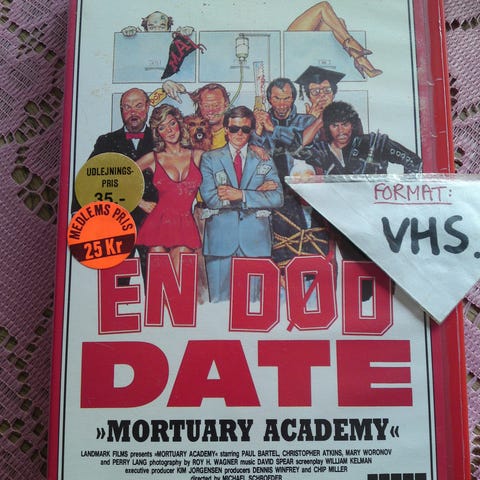 UDLEJNINGS-
PRIS
35,-
MEDLEMS PRIS
25 Kr
FORMAT:
VHS.
EN DØD
DATE
»MORTUARY ACADEMY«
LANDMARK FILMS presents »MORTUARY ACADEMY« starring PAUL BARTEL, CHRISTOPHER ATKINS, MARY WORONOV
and PERRY LANG photography by ROY H. WAGNER music DAVID SPEAR screenplay WILLIAM KELMAN
executive producer KIM JORGENSEN producers DENNIS WINFREY and CHIP MILLER
directed by MICHAEL SCHROEDER